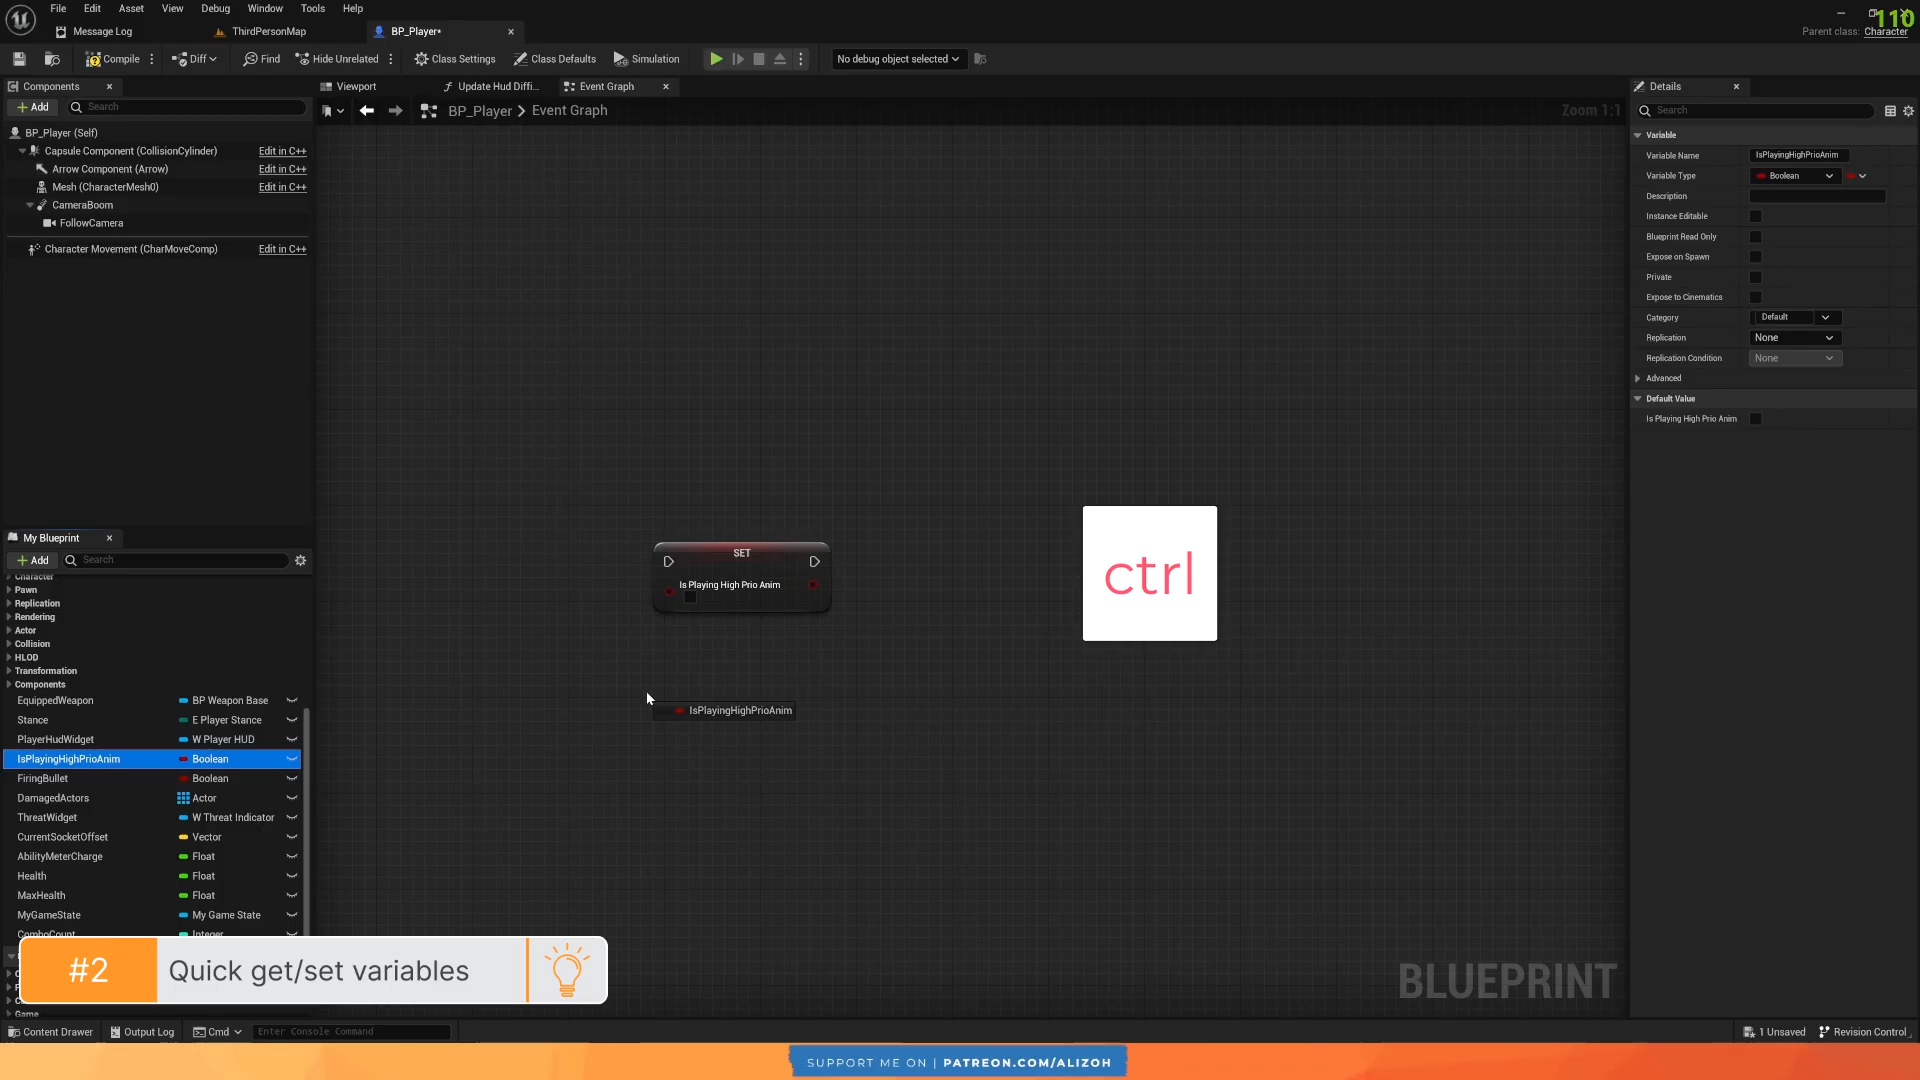 File Edit Asset View Debug Window Tools Help
110
Message Log ThirdPersonMap BP_Player*
Parent class: Character
Compile Diff Find Hide Unrelated Class Settings Class Defaults Simulation No debug object selected
Components Viewport Update Hud Diffi... Event Graph Details
Add Search BP_Player > Event Graph Zoom 1:1 Search
BP_Player (Self)
Capsule Component (CollisionCylinder) Edit in C++
Arrow Component (Arrow) Edit in C++
Mesh (CharacterMesh0) Edit in C++
CameraBoom
FollowCamera
Character Movement (CharMoveComp) Edit in C++
Variable
Variable Name IsPlayingHighPrioAnim
Variable Type Boolean
Description
Instance Editable
Blueprint Read Only
Expose on Spawn
Private
Expose to Cinematics
Category Default
Replication None
Replication Condition None
Advanced
Default Value
Is Playing High Prio Anim
My Blueprint
Add Search
Character
Pawn
Replication
Rendering
Actor
Collision
HLOD
Transformation
Components
EquippedWeapon BP Weapon Base
Stance E Player Stance
PlayerHudWidget W Player HUD
IsPlayingHighPrioAnim Boolean
FiringBullet Boolean
DamagedActors Actor
ThreatWidget W Threat Indicator
CurrentSocketOffset Vector
AbilityMeterCharge Float
Health Float
MaxHealth Float
MyGameState My Game State
ComboCount Integer
Game
SET
Is Playing High Prio Anim
IsPlayingHighPrioAnim
ctrl
#2 Quick get/set variables
BLUEPRINT
Content Drawer Output Log Cmd Enter Console Command 1 Unsaved Revision Control
SUPPORT ME ON | PATREON.COM/ALIZOH